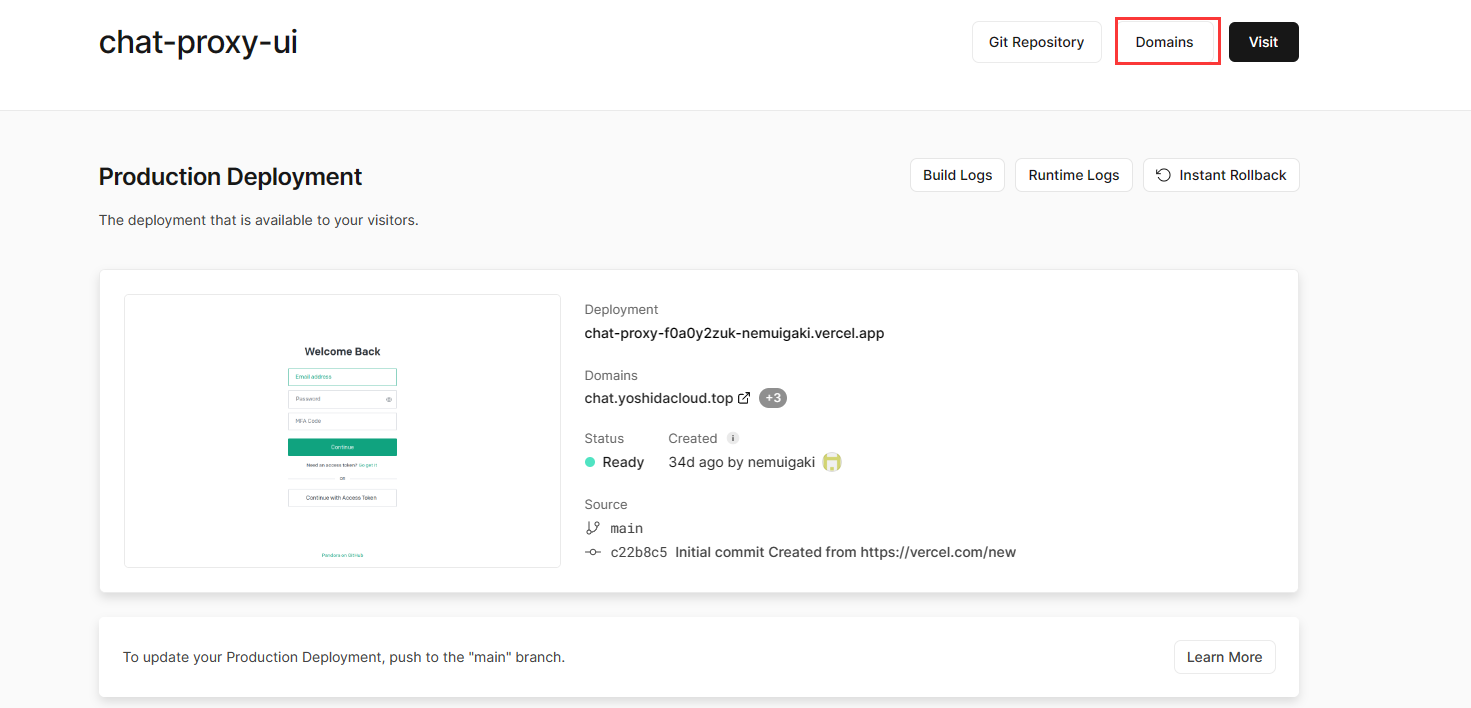 chat-proxy-ui
Git Repository
Domains
Visit
Production Deployment
Build Logs
Runtime Logs
Instant Rollback
The deployment that is available to your visitors.
Welcome Back
Email address
Password
MFA Code
Continue
Need an access token? Go get it
OR
Continue with Access Token
Pandora on GitHub
Deployment
chat-proxy-f0a0y2zuk-nemuigaki.vercel.app
Domains
chat.yoshidacloud.top +3
Status
Created
Ready
34d ago by nemuigaki
Source
main
c22b8c5 Initial commit Created from https://vercel.com/new
To update your Production Deployment, push to the "main" branch.
Learn More